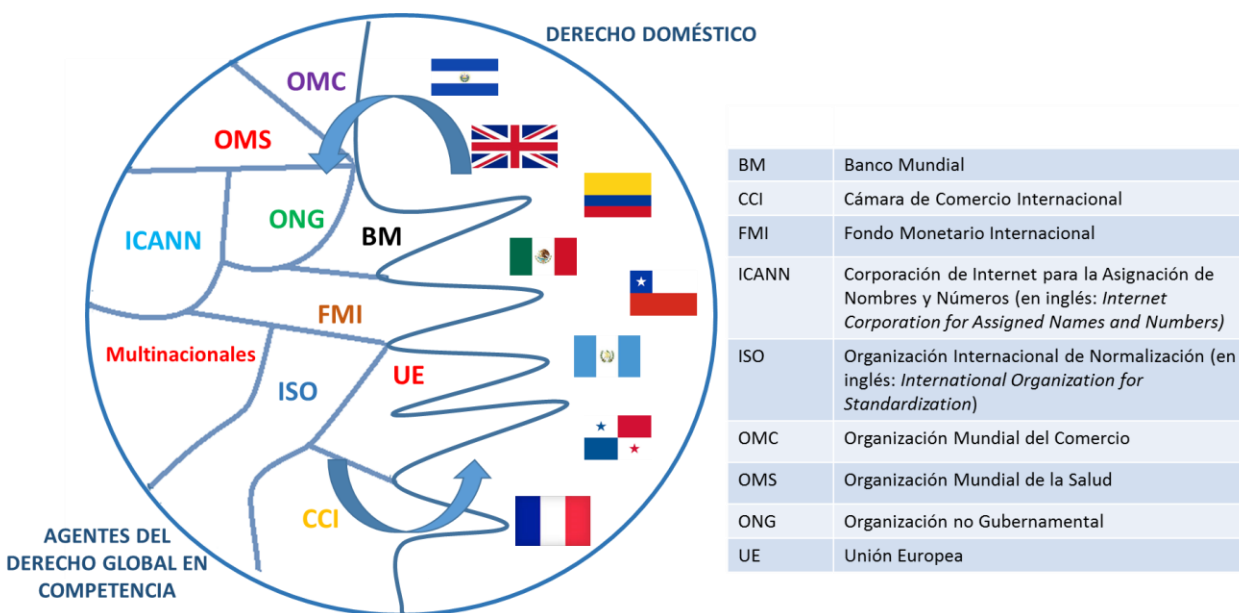 DERECHO DOMÉSTICO
OMC
OMS
ONG
ICANN
BM
FMI
Multinacionales
ISO
UE
CCI
AGENTES DEL
DERECHO GLOBAL EN
COMPETENCIA
BM Banco Mundial
CCI Cámara de Comercio Internacional
FMI Fondo Monetario Internacional
ICANN Corporación de Internet para la Asignación de
Nombres y Números (en inglés: Internet
Corporation for Assigned Names and Numbers)
ISO Organización Internacional de Normalización (en
inglés: International Organization for
Standardization)
OMC Organización Mundial del Comercio
OMS Organización Mundial de la Salud
ONG Organización no Gubernamental
UE Unión Europea